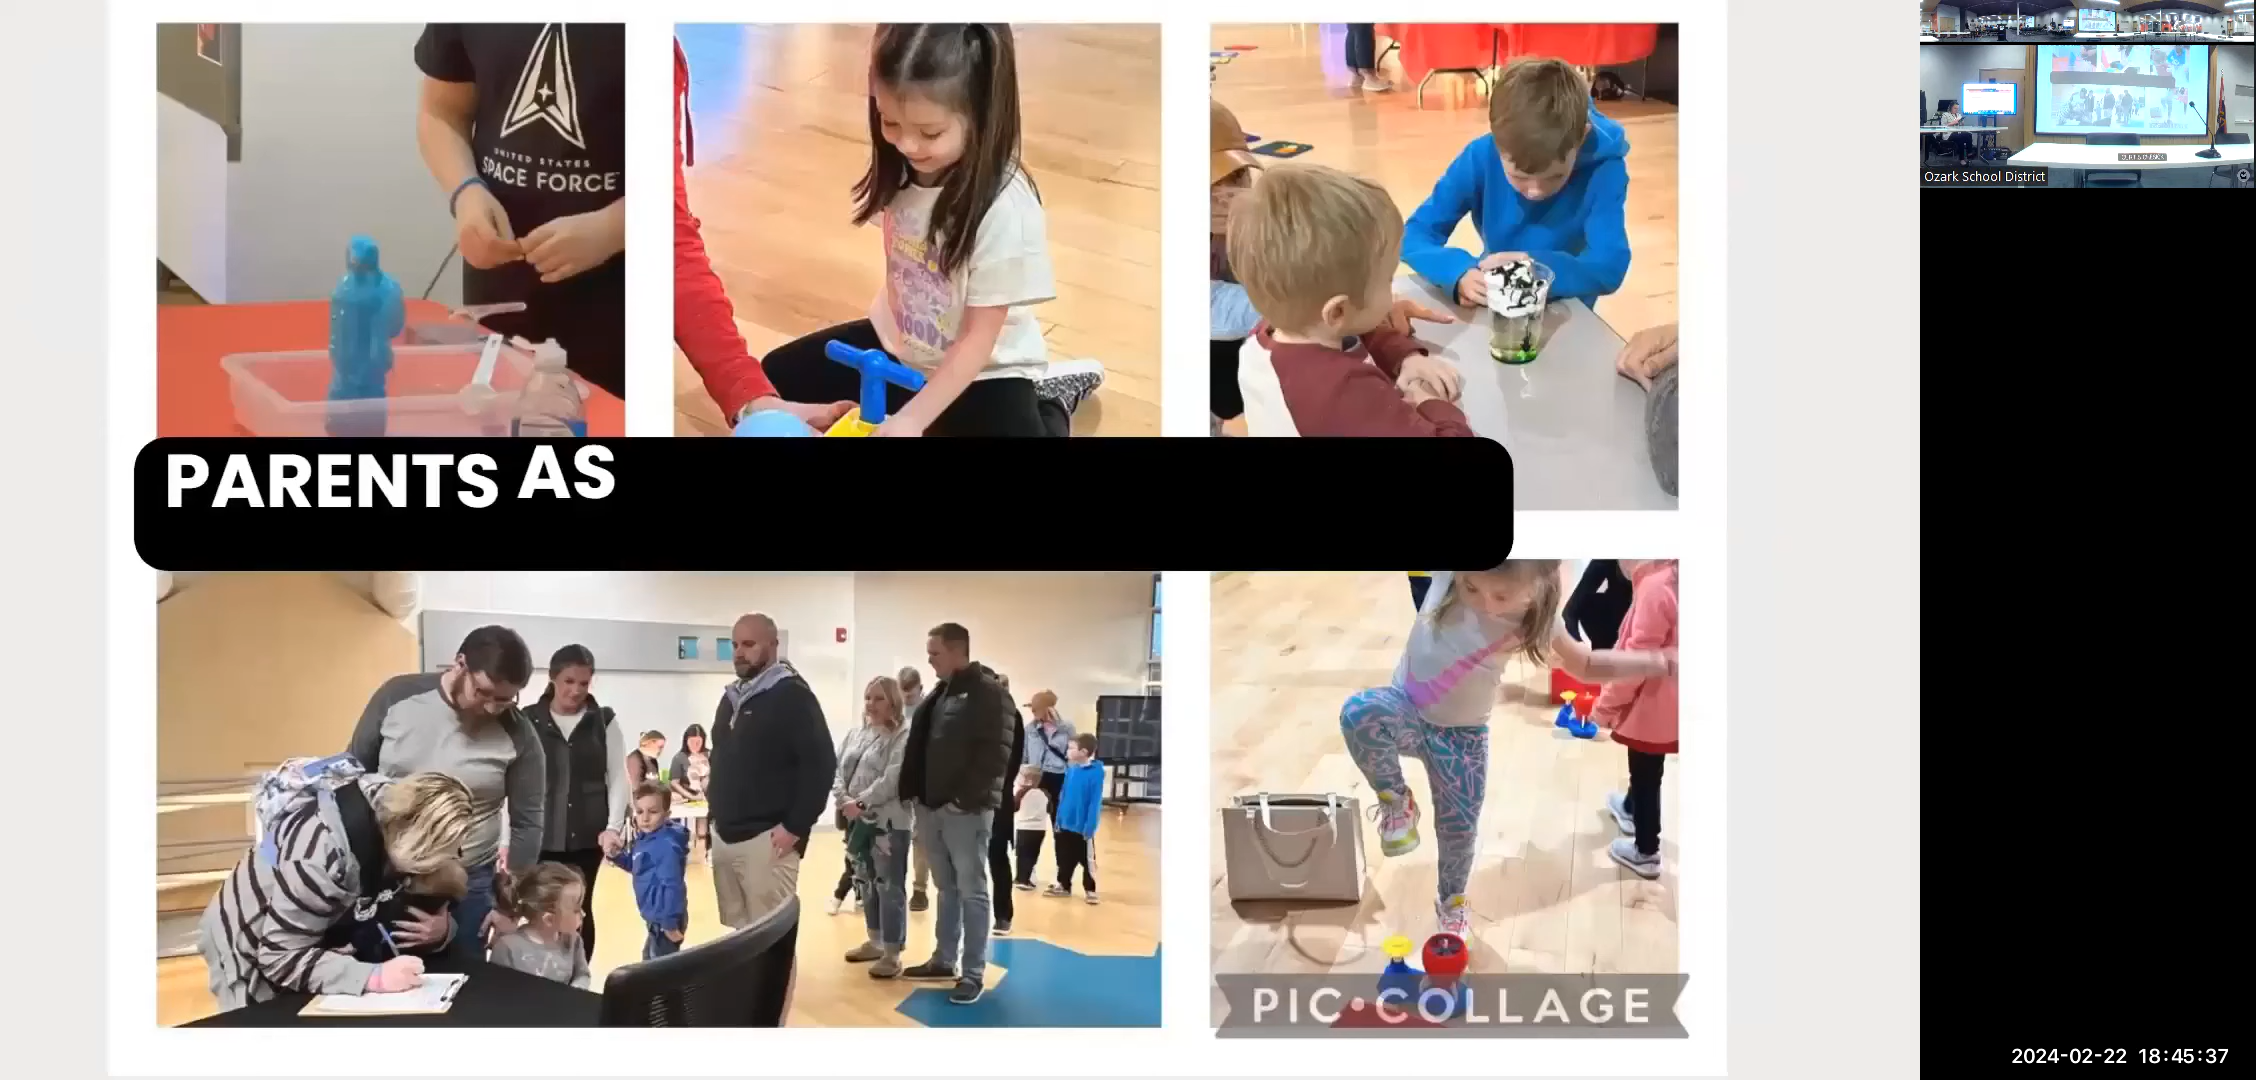 UNITED STATES
SPACE FORCE
PARENTS AS
PIC•COLLAGE
Ozark School District
2024-02-22 18:45:37